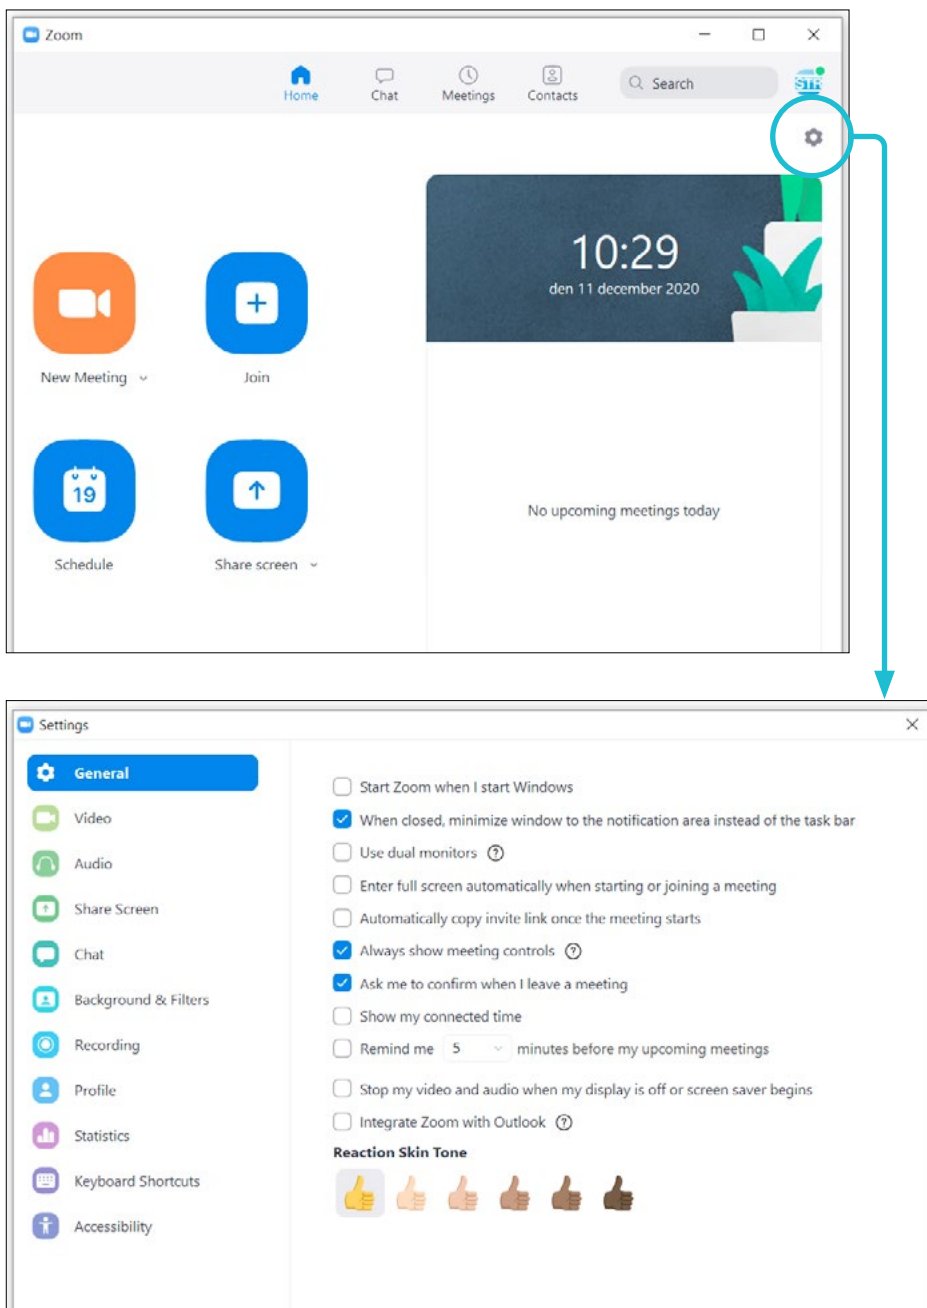 Zoom
Home
Chat
Meetings
Contacts
Search
STR
10:29
den 11 december 2020
New Meeting
Join
19
Schedule
Share screen
No upcoming meetings today
Settings
General
Video
Audio
Share Screen
Chat
Background & Filters
Recording
Profile
Statistics
Keyboard Shortcuts
Accessibility
Start Zoom when I start Windows
When closed, minimize window to the notification area instead of the task bar
Use dual monitors ?
Enter full screen automatically when starting or joining a meeting
Automatically copy invite link once the meeting starts
Always show meeting controls ?
Ask me to confirm when I leave a meeting
Show my connected time
Remind me 5 minutes before my upcoming meetings
Stop my video and audio when my display is off or screen saver begins
Integrate Zoom with Outlook ?
Reaction Skin Tone